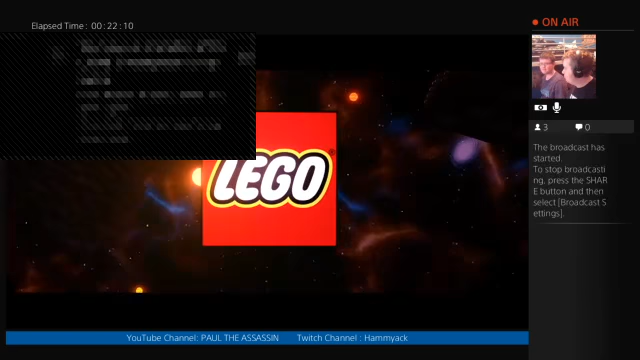 Elapsed Time: 00:22:10
ON AIR
LEGO
3
0
The broadcast has
started.
To stop broadcasti
ng, press the SHAR
E button and then
select [Broadcast S
ettings].
YouTube Channel: PAUL THE ASSASSIN
Twitch Channel : Hammyack